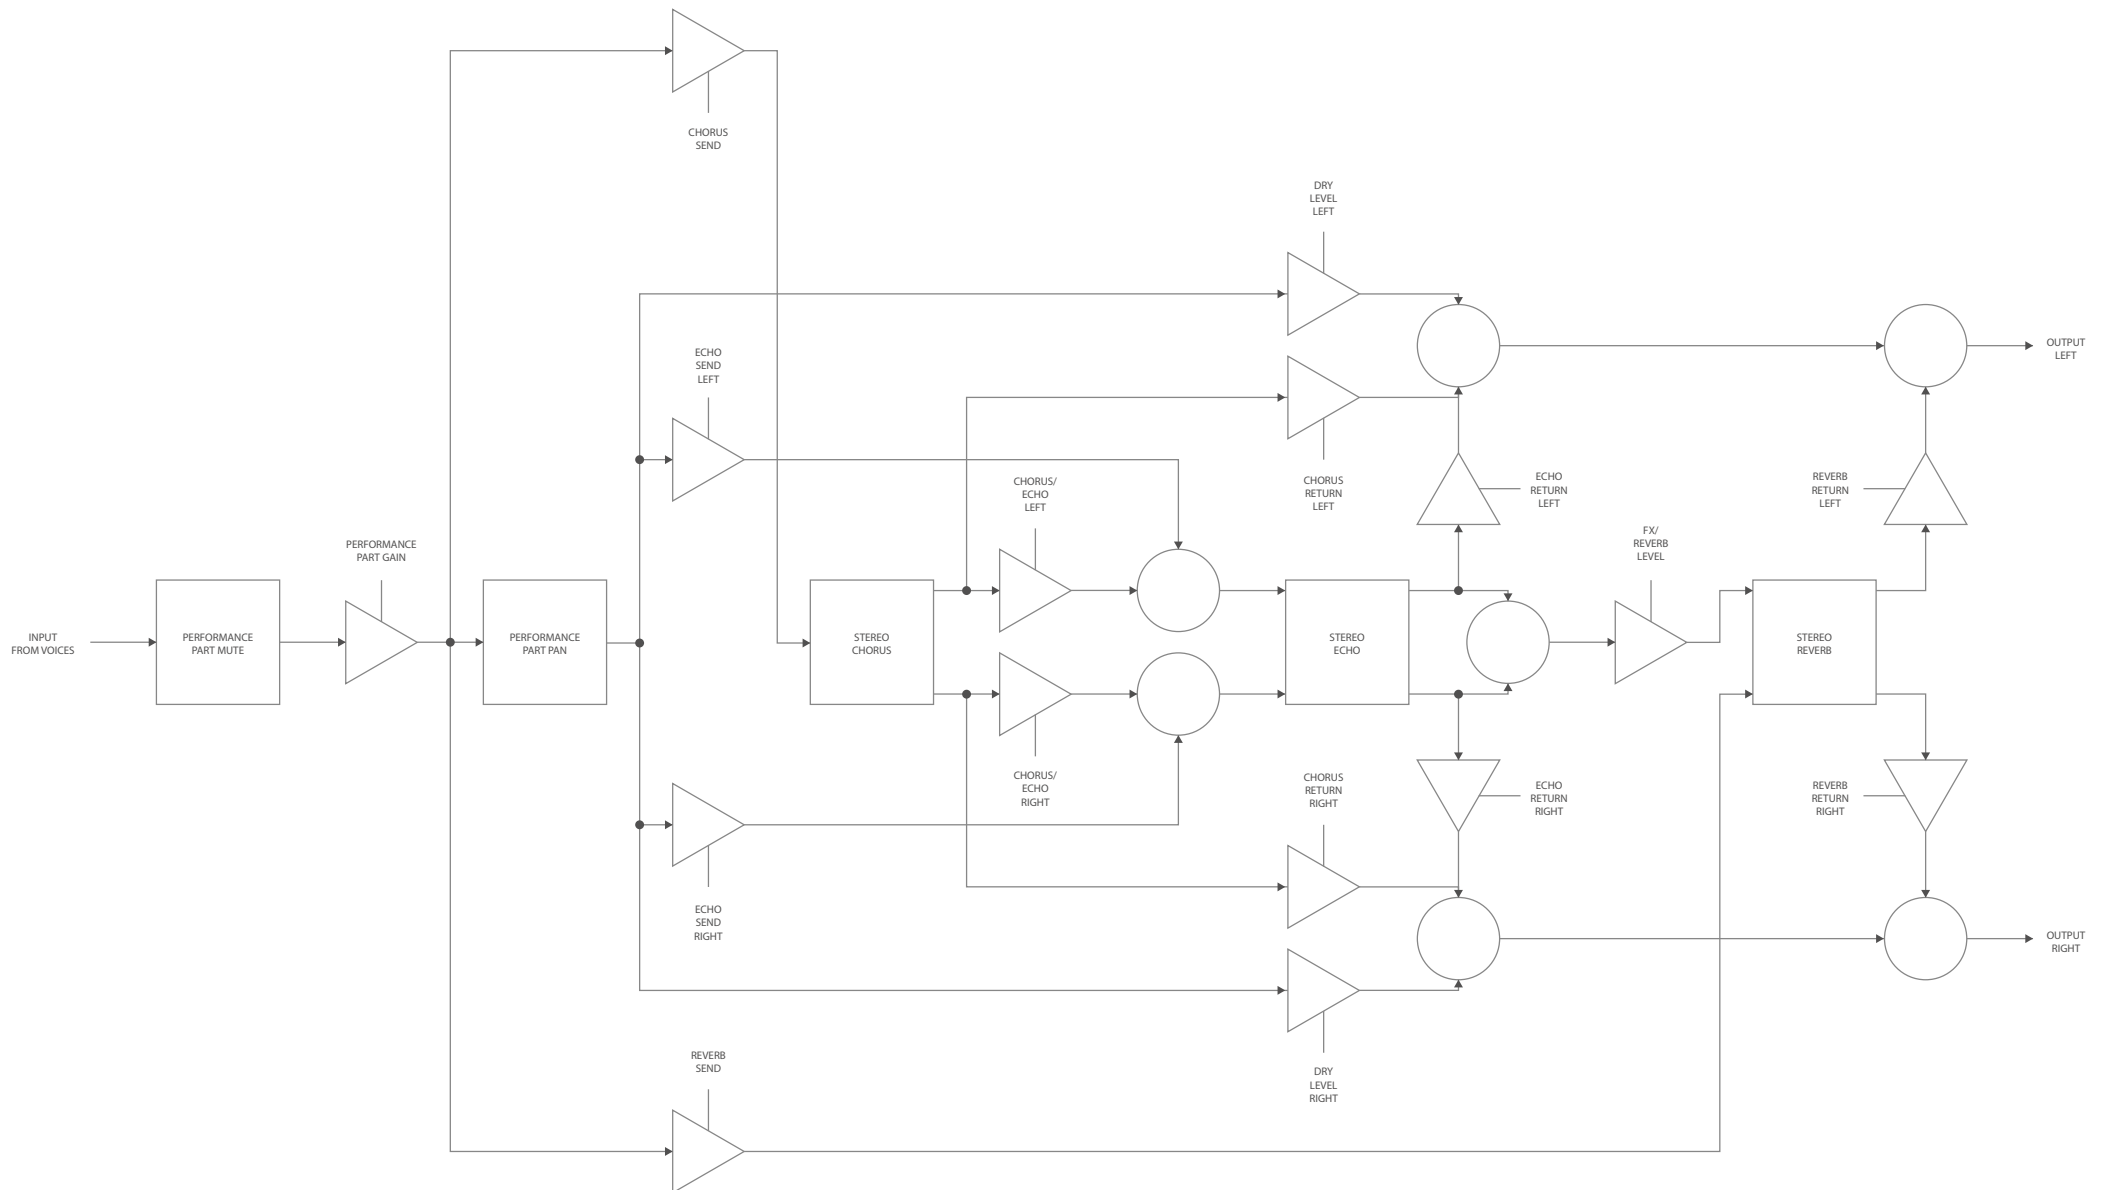 CHORUS
SEND
DRY
LEVEL
LEFT
ECHO
SEND
LEFT
OUTPUT
LEFT
CHORUS/
ECHO
LEFT
CHORUS
RETURN
LEFT
ECHO
RETURN
LEFT
REVERB
RETURN
LEFT
PERFORMANCE
PART GAIN
FX/
REVERB
LEVEL
INPUT
FROM VOICES
PERFORMANCE
PART MUTE
PERFORMANCE
PART PAN
STEREO
CHORUS
STEREO
ECHO
STEREO
REVERB
CHORUS/
ECHO
RIGHT
CHORUS
RETURN
RIGHT
ECHO
RETURN
RIGHT
REVERB
RETURN
RIGHT
ECHO
SEND
RIGHT
OUTPUT
RIGHT
REVERB
SEND
DRY
LEVEL
RIGHT